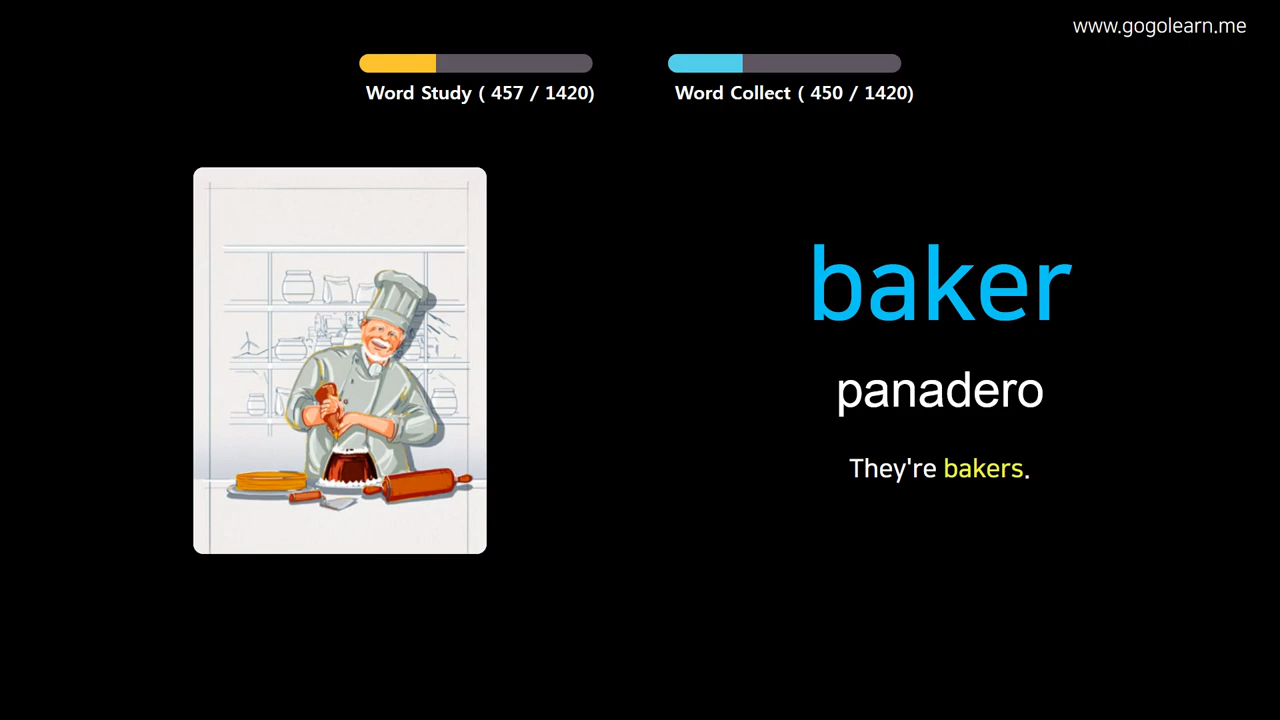 www.gogolearn.me
Word Study ( 457 / 1420)
Word Collect ( 450 / 1420)
baker
panadero
They're bakers.